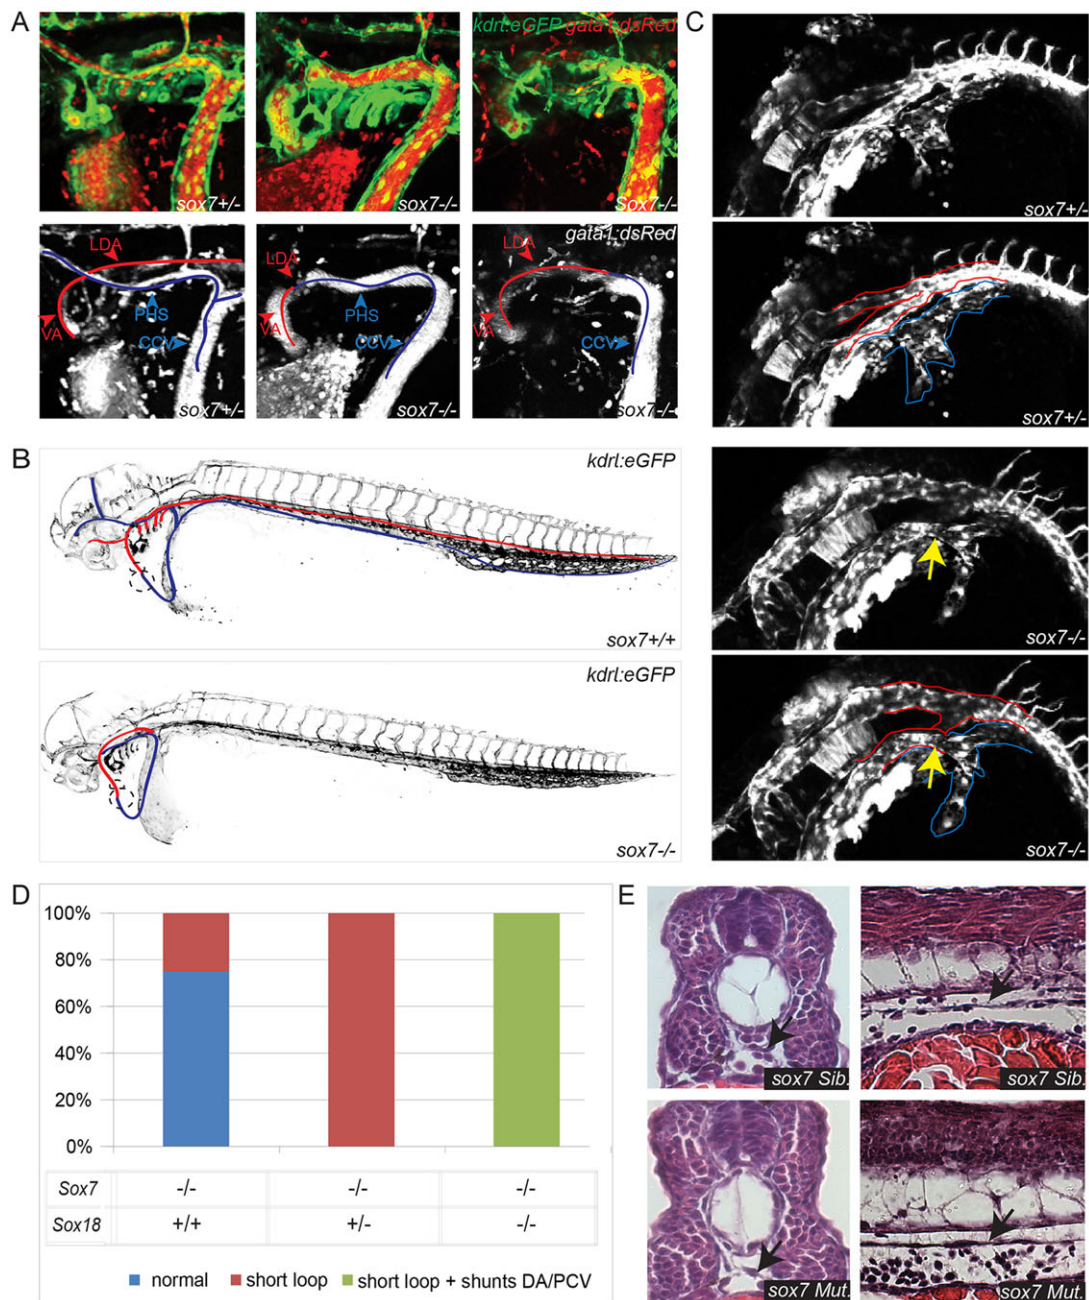 A
kdrl:eGFP gata1:dsRed
sox7+/-
sox7-/-
Sox7-/-
gata1:dsRed
LDA
VA
PHS
CCV
sox7+/-
LDA
VA
PHS
CCV
sox7-/-
LDA
VA
CCV
sox7-/-
B
kdrl:eGFP
sox7+/+
kdrl:eGFP
sox7-/-
C
sox7+/-
sox7+/-
sox7-/-
sox7-/-
D
100%
80%
60%
40%
20%
0%
Sox7 -/- -/- -/-
Sox18 +/+ +/- -/-
normal short loop short loop + shunts DA/PCV
E
sox7 Sib.
sox7 Sib.
sox7 Mut.
sox7 Mut.